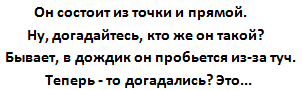 Он состоит из точки и прямой.
Ну, догадайтесь, кто же он такой?
Бывает, в дождик он пробьется из-за туч.
Теперь - то догадались? Это...